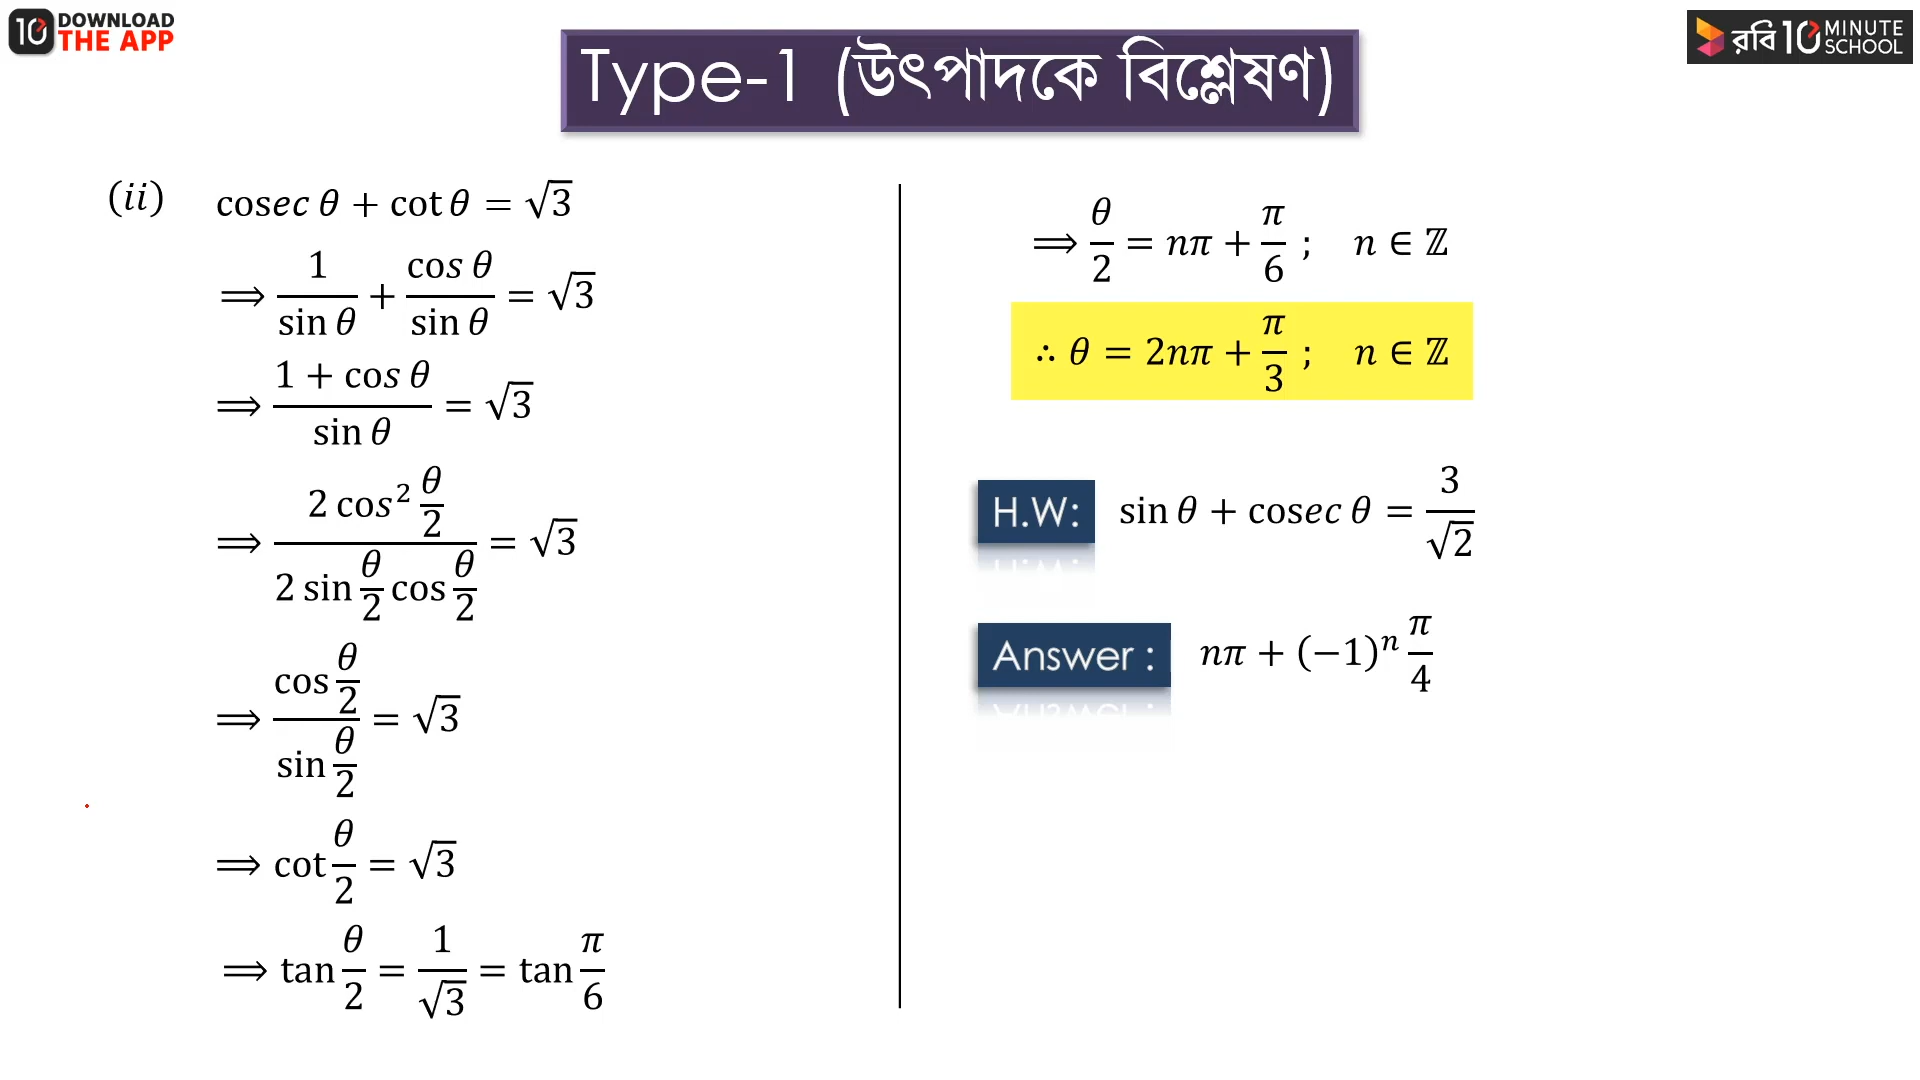 10 DOWNLOAD THE APP
রবি 10 MINUTE SCHOOL
Type-1 (উৎপাদকে বিশ্লেষণ)
(ii) cosec θ + cot θ = √3
⟹ 1/sin θ + cos θ/sin θ = √3
⟹ (1 + cos θ)/sin θ = √3
⟹ (2 cos² θ/2)/(2 sin θ/2 cos θ/2) = √3
⟹ (cos θ/2)/(sin θ/2) = √3
⟹ cot θ/2 = √3
⟹ tan θ/2 = 1/√3 = tan π/6
⟹ θ/2 = nπ + π/6 ; n ∈ ℤ
∴ θ = 2nπ + π/3 ; n ∈ ℤ
H.W: sin θ + cosec θ = 3/√2
Answer : nπ + (−1)ⁿ π/4